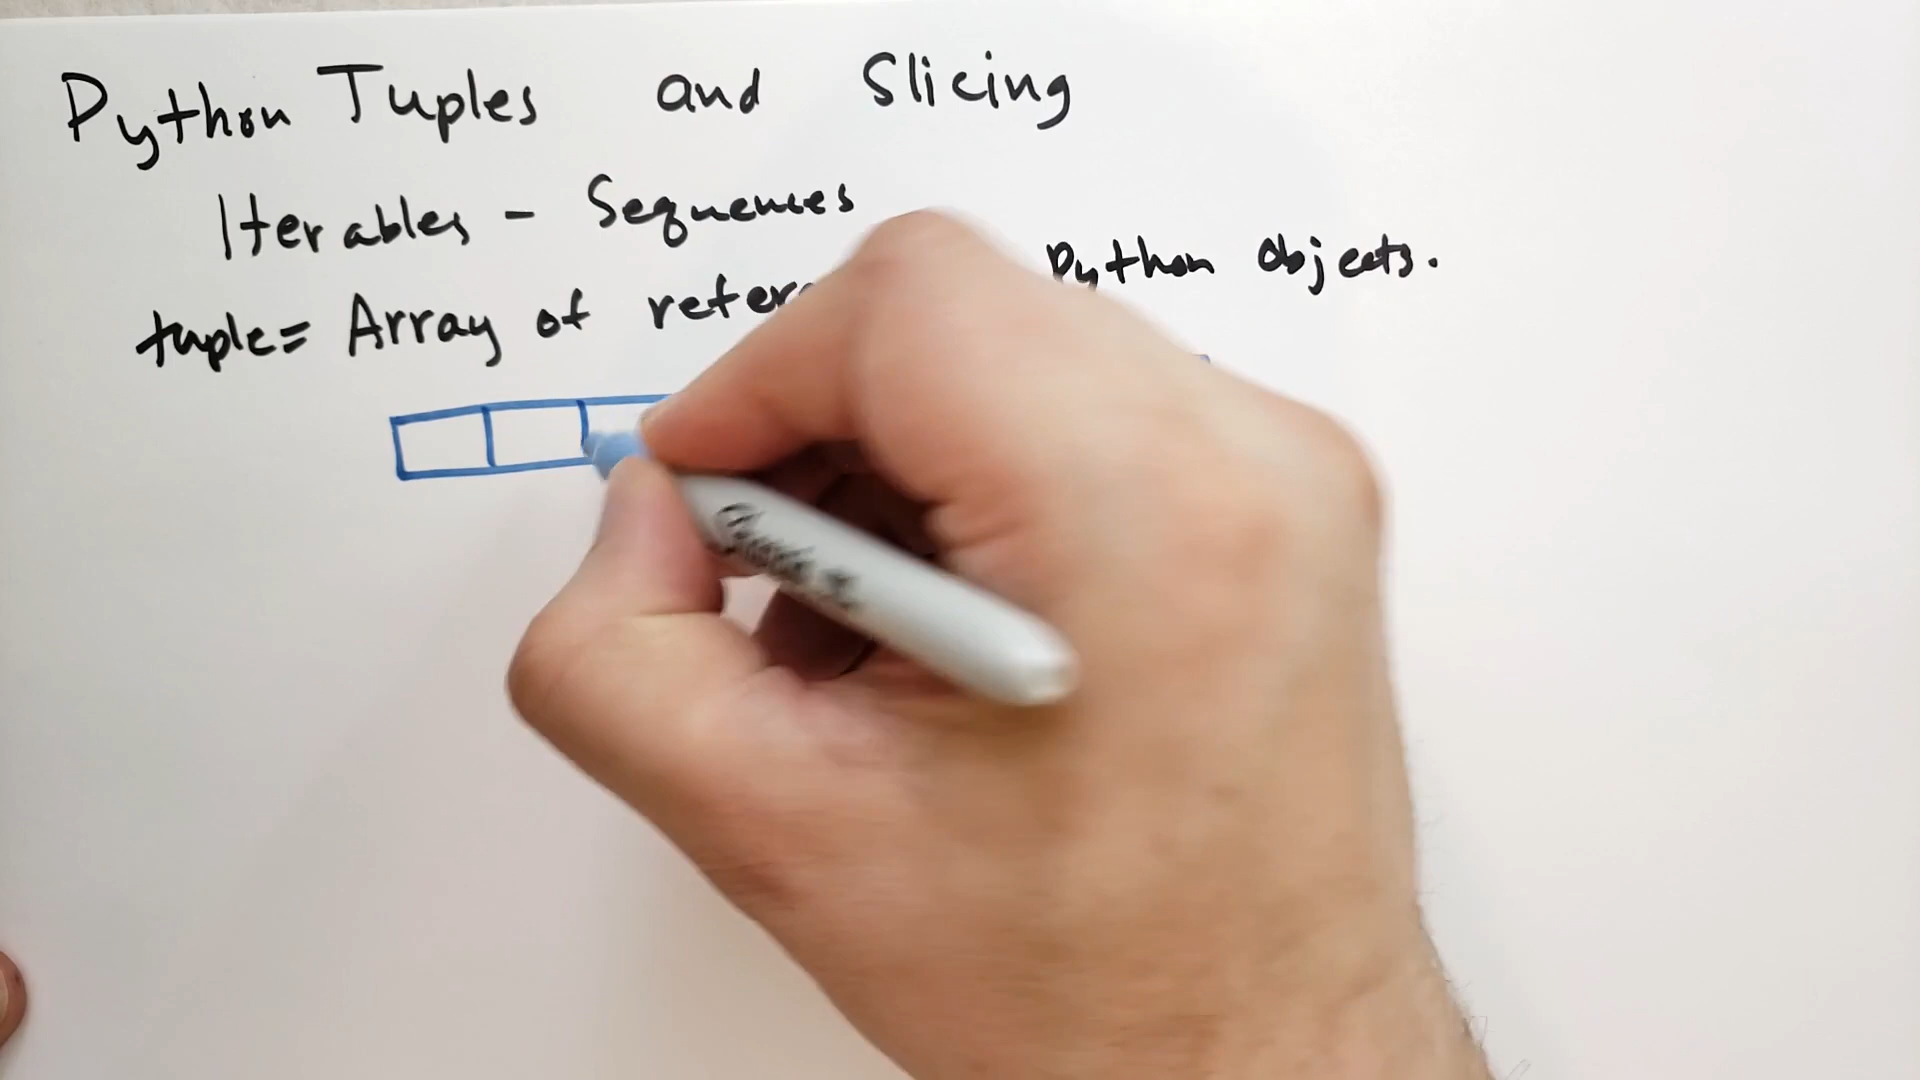 Python Tuples and Slicing
Iterables - Sequences
tuple= Array of refer Python Objects.